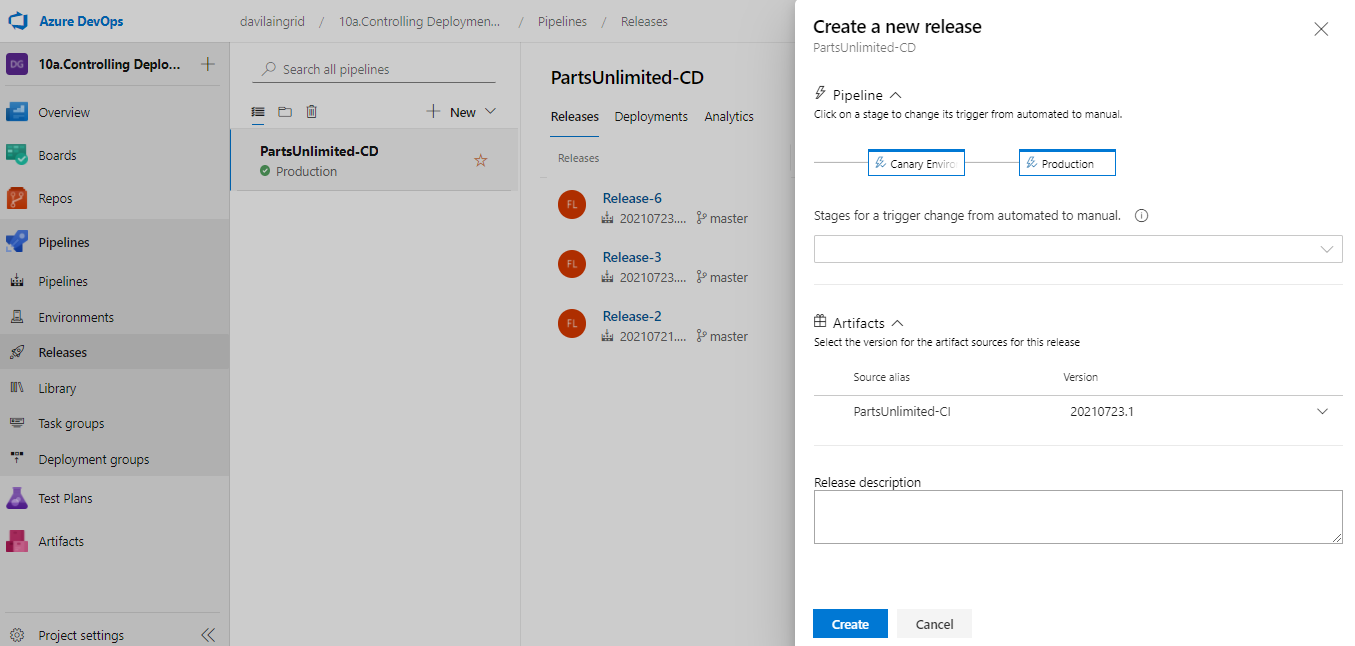 Azure DevOps
davilaingrid / 10a.Controlling Deploymen... / Pipelines / Releases
DG 10a.Controlling Deplo...
Overview
Boards
Repos
Pipelines
Pipelines
Environments
Releases
Library
Task groups
Deployment groups
Test Plans
Artifacts
Project settings
Search all pipelines
New
PartsUnlimited-CD
Production
PartsUnlimited-CD
Releases Deployments Analytics
Releases
FL Release-6
20210723.... master
FL Release-3
20210723.... master
FL Release-2
20210721.... master
Create a new release
PartsUnlimited-CD
Pipeline
Click on a stage to change its trigger from automated to manual.
Canary Enviro Production
Stages for a trigger change from automated to manual.
Artifacts
Select the version for the artifact sources for this release
Source alias Version
PartsUnlimited-CI 20210723.1
Release description
Create Cancel